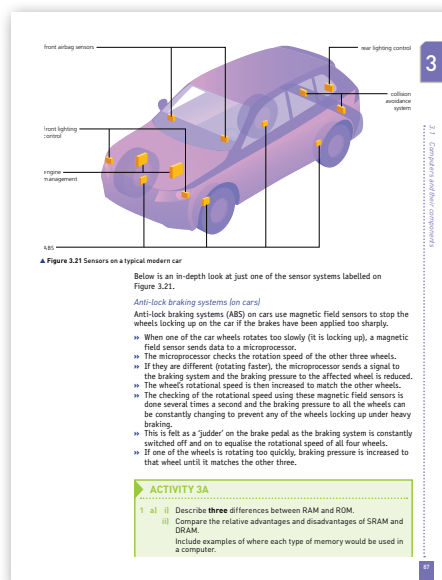 front airbag sensors
rear lighting control
3
collision
avoidance
system
front lighting
control
engine
management
ABS
3.1 Computers and their components
▲ Figure 3.21 Sensors on a typical modern car
Below is an in-depth look at just one of the sensor systems labelled on
Figure 3.21.
Anti-lock braking systems (on cars)
Anti-lock braking systems (ABS) on cars use magnetic field sensors to stop the
wheels locking up on the car if the brakes have been applied too sharply.
» When one of the car wheels rotates too slowly (it is locking up), a magnetic
field sensor sends data to a microprocessor.
» The microprocessor checks the rotation speed of the other three wheels.
» If they are different (rotating faster), the microprocessor sends a signal to
the braking system and the braking pressure to the affected wheel is reduced.
» The wheel's rotational speed is then increased to match the other wheels.
» The checking of the rotational speed using these magnetic field sensors is
done several times a second and the braking pressure to all the wheels can
be constantly changing to prevent any of the wheels locking up under heavy
braking.
» This is felt as a 'judder' on the brake pedal as the braking system is constantly
switched off and on to equalise the rotational speed of all four wheels.
» If one of the wheels is rotating too quickly, braking pressure is increased to
that wheel until it matches the other three.
ACTIVITY 3A
1 a) i) Describe three differences between RAM and ROM.
ii) Compare the relative advantages and disadvantages of SRAM and
DRAM.
Include examples of where each type of memory would be used in
a computer.
87